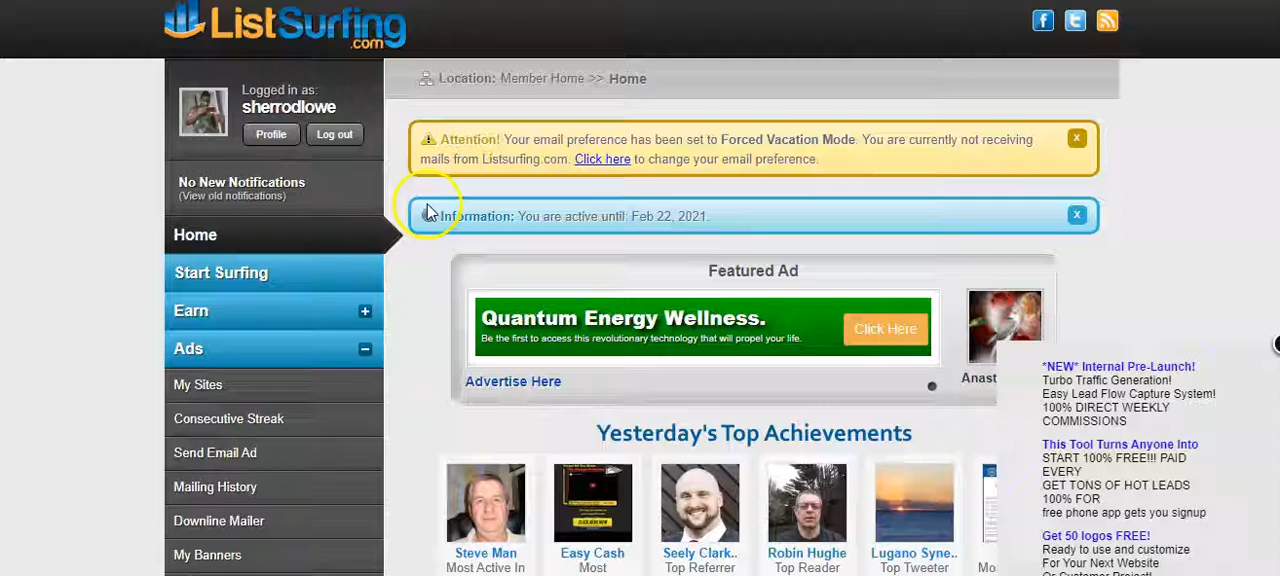 ListSurfing
.com
Logged in as:
sherrodlowe
Profile
Log out
No New Notifications
(View old notifications)
Home
Start Surfing
Earn
+
Ads
−
My Sites
Consecutive Streak
Send Email Ad
Mailing History
Downline Mailer
My Banners
Location: Member Home >> Home
Attention! Your email preference has been set to Forced Vacation Mode. You are currently not receiving
mails from Listsurfing.com. Click here to change your email preference.
x
Information: You are active until: Feb 22, 2021.
x
Featured Ad
Quantum Energy Wellness.
Be the first to access this revolutionary technology that will propel your life.
Click Here
Advertise Here
Anast
Yesterday's Top Achievements
Steve Man
Most Active In
Easy Cash
Most
Seely Clark..
Top Referrer
Robin Hughe
Top Reader
Lugano Syne..
Top Tweeter
*NEW* Internal Pre-Launch!
Turbo Traffic Generation!
Easy Lead Flow Capture System!
100% DIRECT WEEKLY
COMMISSIONS
This Tool Turns Anyone Into
START 100% FREE!!! PAID
EVERY
GET TONS OF HOT LEADS
100% FOR
free phone app gets you signup
Get 50 logos FREE!
Ready to use and customize
For Your Next Website
Or Customer Project!